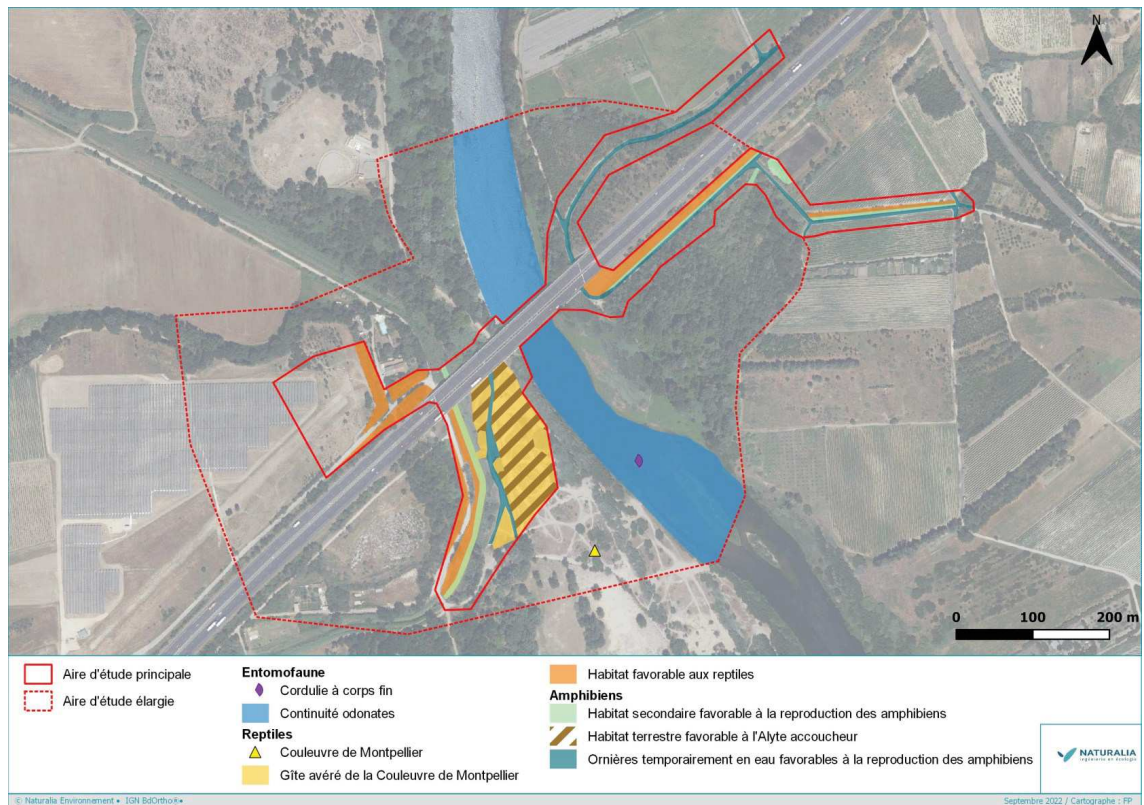 N
0 100 200 m
Aire d'étude principale
Aire d'étude élargie
Entomofaune
Cordulie à corps fin
Continuité odonates
Reptiles
Couleuvre de Montpellier
Gîte avéré de la Couleuvre de Montpellier
Habitat favorable aux reptiles
Amphibiens
Habitat secondaire favorable à la reproduction des amphibiens
Habitat terrestre favorable à l'Alyte accoucheur
Ornières temporairement en eau favorables à la reproduction des amphibiens
NATURALIA
Ingénierie en écologie
© Naturalia Environnement • IGN BdOrtho®•
Septembre 2022 / Cartographe : FP